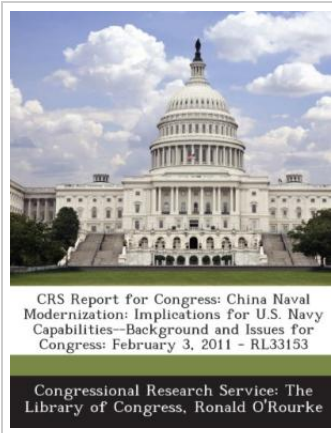 CRS Report for Congress: China Naval
Modernization: Implications for U.S. Navy
Capabilities--Background and Issues for
Congress: February 3, 2011 - RL33153
Congressional Research Service: The
Library of Congress, Ronald O'Rourke